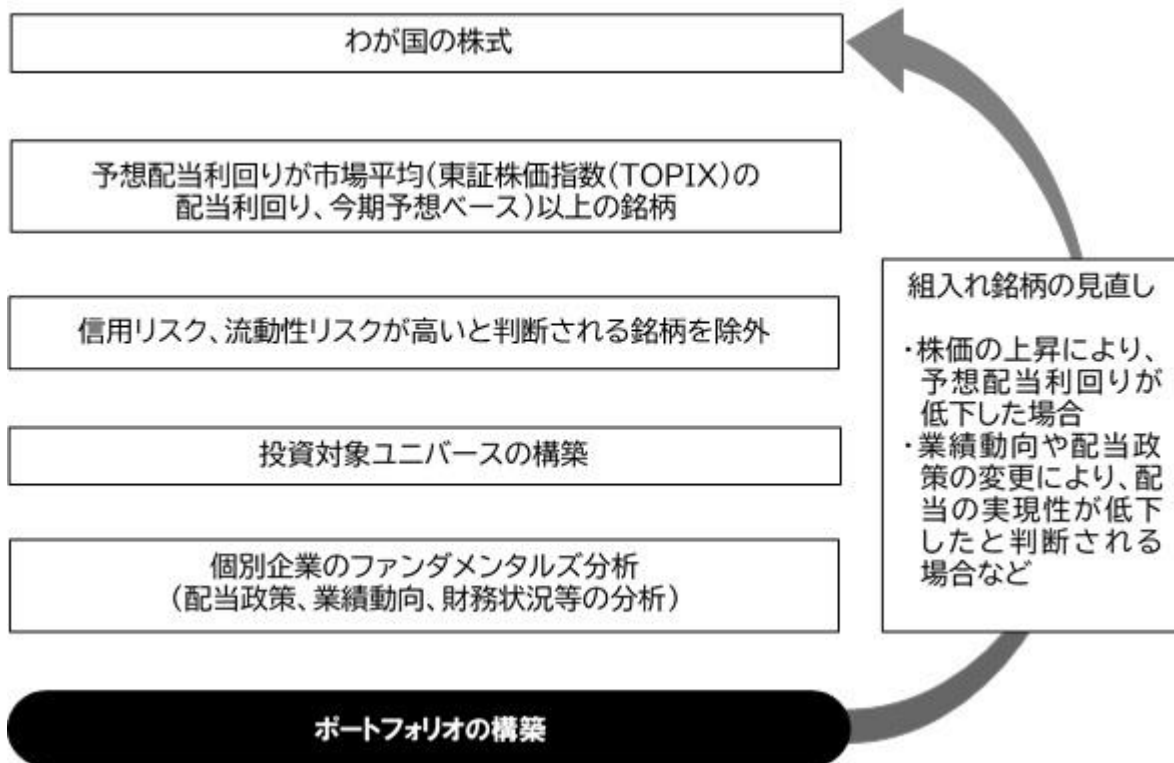 わが国の株式
予想配当利回りが市場平均(東証株価指数(TOPIX)の
配当利回り、今期予想ベース)以上の銘柄
信用リスク、流動性リスクが高いと判断される銘柄を除外
投資対象ユニバースの構築
個別企業のファンダメンタルズ分析
(配当政策、業績動向、財務状況等の分析)
ポートフォリオの構築
組入れ銘柄の見直し
・株価の上昇により、
予想配当利回りが
低下した場合
・業績動向や配当政
策の変更により、配
当の実現性が低下
したと判断される
場合など